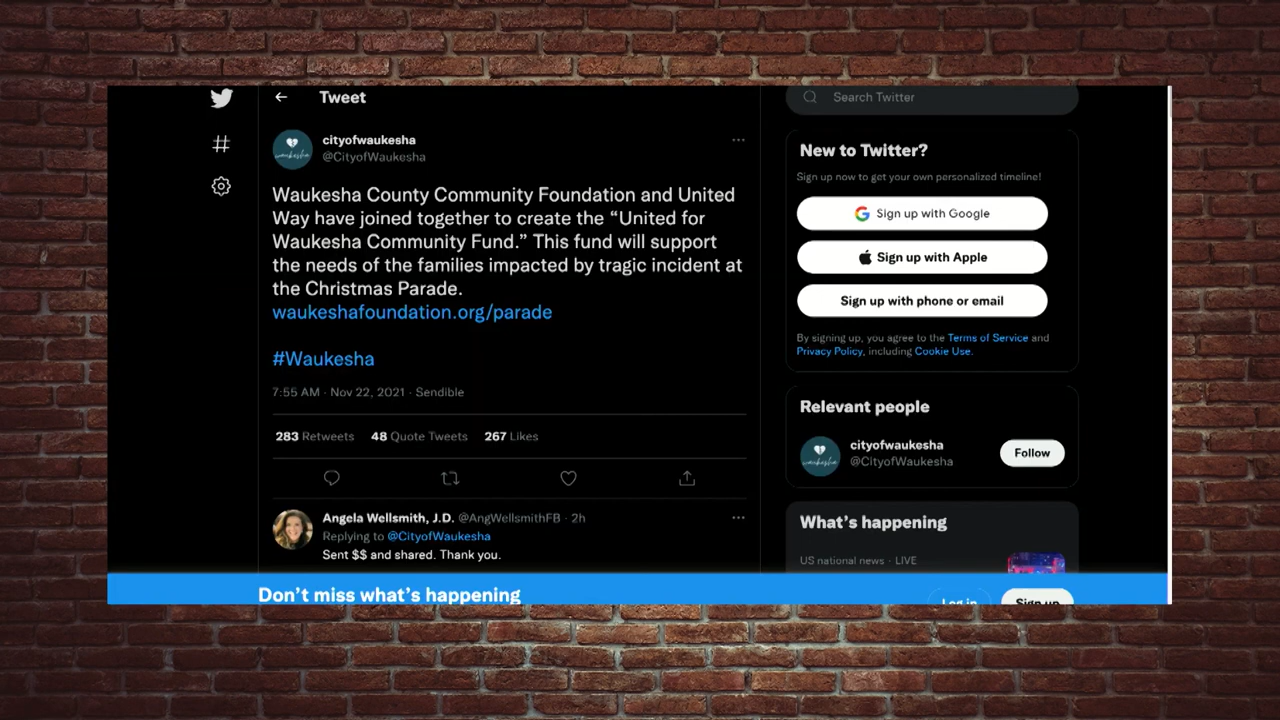 Tweet
cityofwaukesha
@CityofWaukesha
Waukesha County Community Foundation and United
Way have joined together to create the “United for
Waukesha Community Fund.” This fund will support
the needs of the families impacted by tragic incident at
the Christmas Parade.
waukeshafoundation.org/parade
#Waukesha
7:55 AM · Nov 22, 2021 · Sendible
283 Retweets 48 Quote Tweets 267 Likes
Angela Wellsmith, J.D. @AngWellsmithFB · 2h
Replying to @CityofWaukesha
Sent $$ and shared. Thank you.
Search Twitter
New to Twitter?
Sign up now to get your own personalized timeline!
Sign up with Google
Sign up with Apple
Sign up with phone or email
By signing up, you agree to the Terms of Service and
Privacy Policy, including Cookie Use.
Relevant people
cityofwaukesha
@CityofWaukesha
Follow
What’s happening
US national news · LIVE
Don’t miss what’s happening
Log in
Sign up